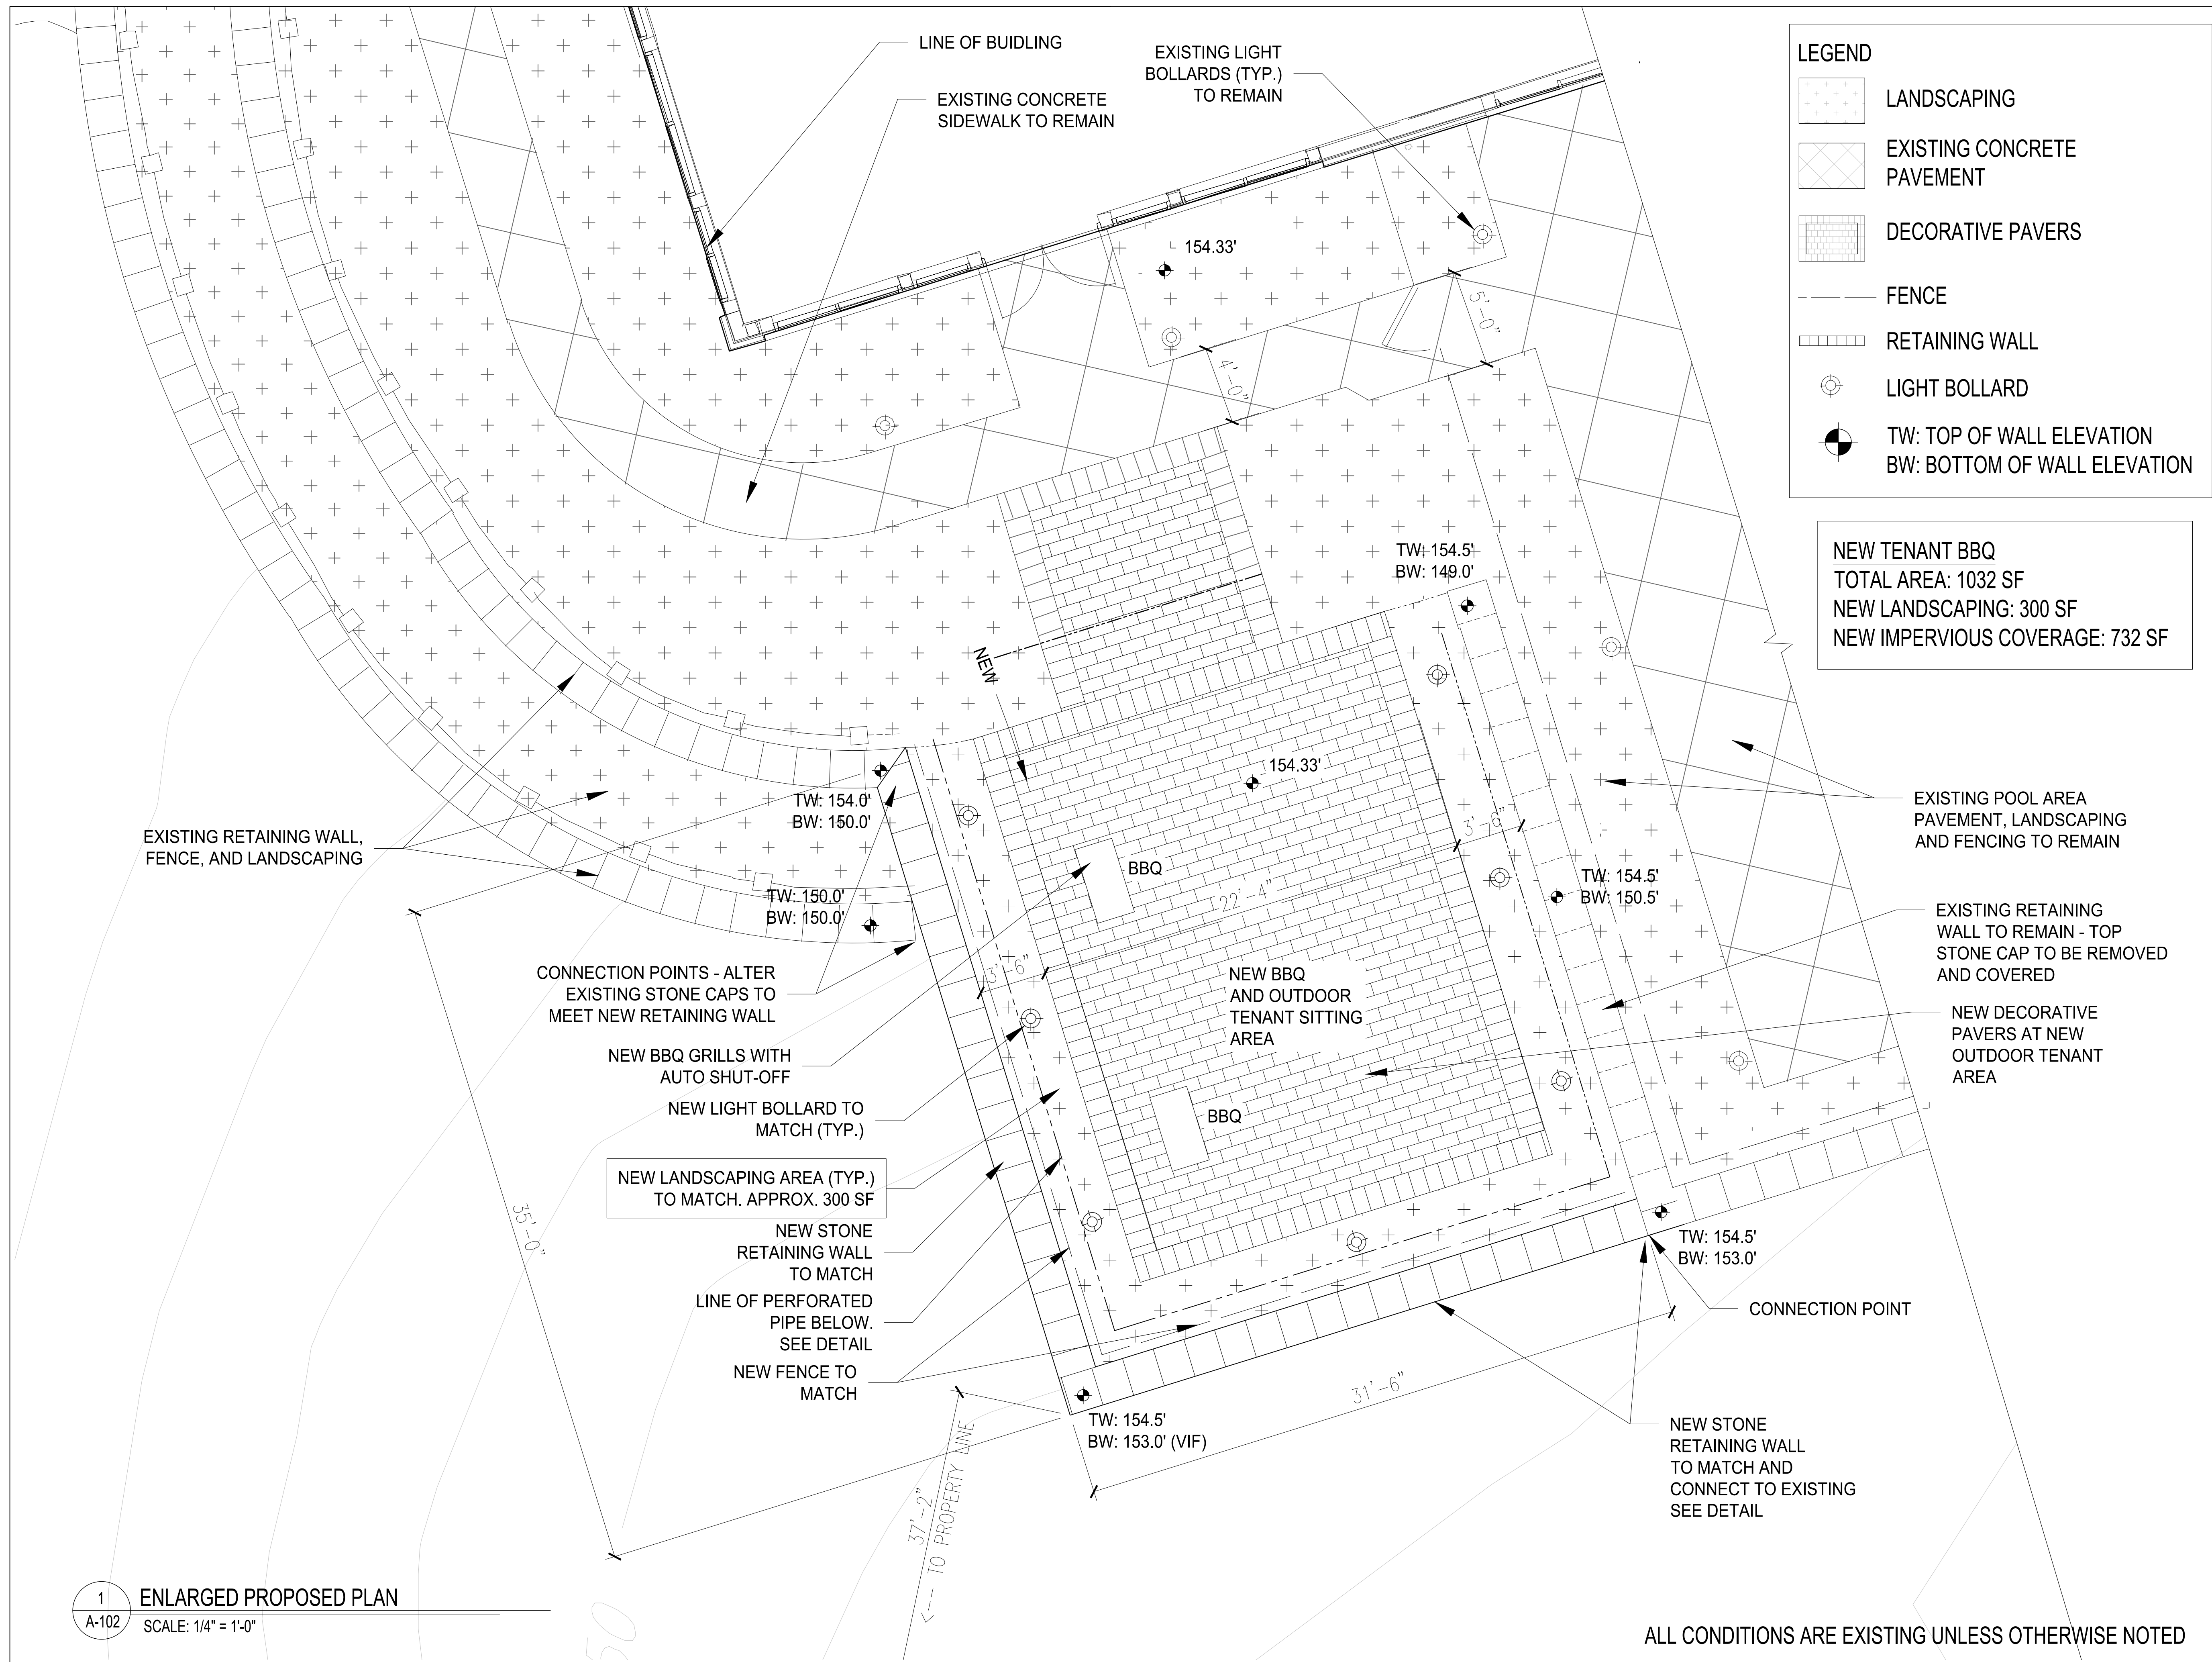 LINE OF BUIDLING
EXISTING CONCRETE
SIDEWALK TO REMAIN
EXISTING LIGHT
BOLLARDS (TYP.)
TO REMAIN
LEGEND
LANDSCAPING
EXISTING CONCRETE
PAVEMENT
DECORATIVE PAVERS
FENCE
RETAINING WALL
LIGHT BOLLARD
TW: TOP OF WALL ELEVATION
BW: BOTTOM OF WALL ELEVATION
NEW TENANT BBQ
TOTAL AREA: 1032 SF
NEW LANDSCAPING: 300 SF
NEW IMPERVIOUS COVERAGE: 732 SF
154.33'
5'-0"
4'-0"
TW: 154.5'
BW: 149.0'
NEW
154.33'
TW: 154.0'
BW: 150.0'
EXISTING RETAINING WALL,
FENCE, AND LANDSCAPING
BBQ
3'-6"
22'-4"
TW: 154.5'
BW: 150.5'
EXISTING POOL AREA
PAVEMENT, LANDSCAPING
AND FENCING TO REMAIN
TW: 150.0'
BW: 150.0'
EXISTING RETAINING
WALL TO REMAIN - TOP
STONE CAP TO BE REMOVED
AND COVERED
CONNECTION POINTS - ALTER
EXISTING STONE CAPS TO
MEET NEW RETAINING WALL
3'-6"
NEW BBQ
AND OUTDOOR
TENANT SITTING
AREA
NEW DECORATIVE
PAVERS AT NEW
OUTDOOR TENANT
AREA
NEW BBQ GRILLS WITH
AUTO SHUT-OFF
NEW LIGHT BOLLARD TO
MATCH (TYP.)
BBQ
NEW LANDSCAPING AREA (TYP.)
TO MATCH. APPROX. 300 SF
35'-0"
NEW STONE
RETAINING WALL
TO MATCH
LINE OF PERFORATED
PIPE BELOW.
SEE DETAIL
NEW FENCE TO
MATCH
TW: 154.5'
BW: 153.0'
CONNECTION POINT
31'-6"
TW: 154.5'
BW: 153.0' (VIF)
37'-2"
TO PROPERTY LINE
NEW STONE
RETAINING WALL
TO MATCH AND
CONNECT TO EXISTING
SEE DETAIL
1
A-102
ENLARGED PROPOSED PLAN
SCALE: 1/4" = 1'-0"
ALL CONDITIONS ARE EXISTING UNLESS OTHERWISE NOTED